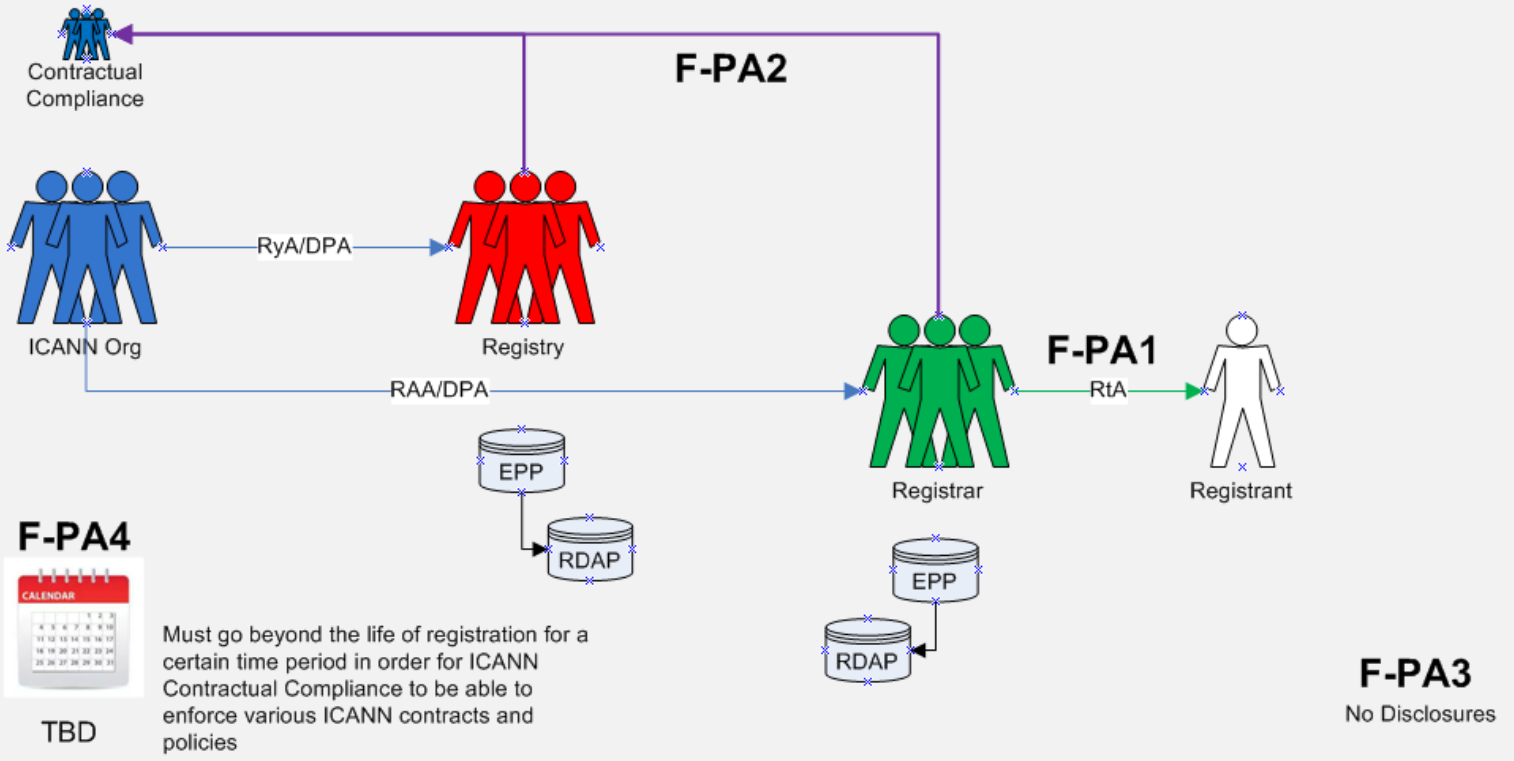 F-PA2
Contractual
Compliance
RyA/DPA
ICANN Org
Registry
F-PA1
RAA/DPA
RtA
EPP
Registrar
Registrant
F-PA4
RDAP
EPP
CALENDAR
Must go beyond the life of registration for a
certain time period in order for ICANN
Contractual Compliance to be able to
enforce various ICANN contracts and
policies
RDAP
F-PA3
No Disclosures
TBD